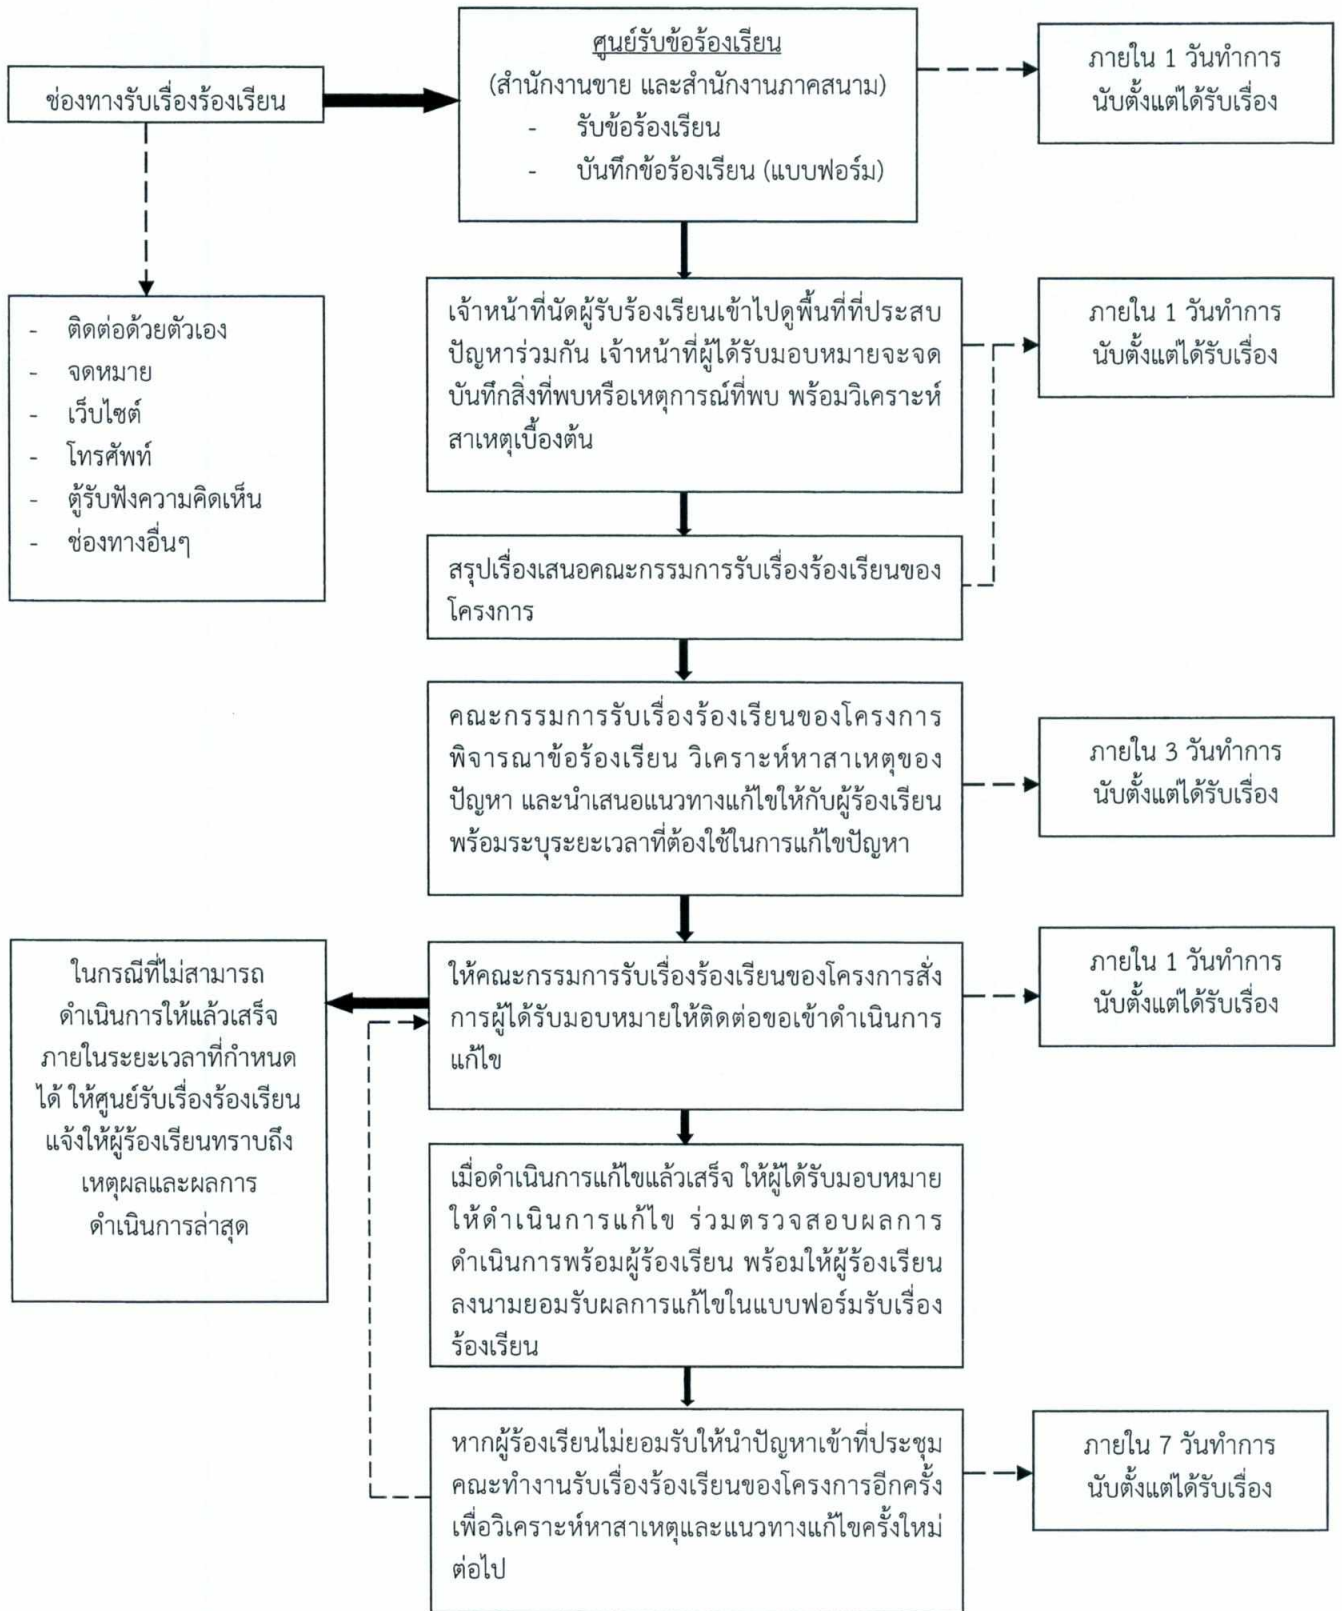 ช่องทางรับเรื่องร้องเรียน
ศูนย์รับข้อร้องเรียน
(สำนักงานขาย และสำนักงานภาคสนาม)
- รับข้อร้องเรียน
- บันทึกข้อร้องเรียน (แบบฟอร์ม)
ภายใน 1 วันทำการ
นับตั้งแต่ได้รับเรื่อง
- ติดต่อด้วยตัวเอง
- จดหมาย
- เว็บไซต์
- โทรศัพท์
- ตู้รับฟังความคิดเห็น
- ช่องทางอื่นๆ
เจ้าหน้าที่นัดผู้รับร้องเรียนเข้าไปดูพื้นที่ที่ประสบ
ปัญหาร่วมกัน เจ้าหน้าที่ผู้ได้รับมอบหมายจะจด
บันทึกสิ่งที่พบหรือเหตุการณ์ที่พบ พร้อมวิเคราะห์
สาเหตุเบื้องต้น
ภายใน 1 วันทำการ
นับตั้งแต่ได้รับเรื่อง
สรุปเรื่องเสนอคณะกรรมการรับเรื่องร้องเรียนของ
โครงการ
คณะกรรมการรับเรื่องร้องเรียนของโครงการ
พิจารณาข้อร้องเรียน วิเคราะห์หาสาเหตุของ
ปัญหา และนำเสนอแนวทางแก้ไขให้กับผู้ร้องเรียน
พร้อมระบุระยะเวลาที่ต้องใช้ในการแก้ไขปัญหา
ภายใน 3 วันทำการ
นับตั้งแต่ได้รับเรื่อง
ให้คณะกรรมการรับเรื่องร้องเรียนของโครงการสั่ง
การผู้ได้รับมอบหมายให้ติดต่อขอเข้าดำเนินการ
แก้ไข
ภายใน 1 วันทำการ
นับตั้งแต่ได้รับเรื่อง
ในกรณีที่ไม่สามารถ
ดำเนินการให้แล้วเสร็จ
ภายในระยะเวลาที่กำหนด
ได้ ให้ศูนย์รับเรื่องร้องเรียน
แจ้งให้ผู้ร้องเรียนทราบถึง
เหตุผลและผลการ
ดำเนินการล่าสุด
เมื่อดำเนินการแก้ไขแล้วเสร็จ ให้ผู้ได้รับมอบหมาย
ให้ดำเนินการแก้ไข ร่วมตรวจสอบผลการ
ดำเนินการพร้อมผู้ร้องเรียน พร้อมให้ผู้ร้องเรียน
ลงนามยอมรับผลการแก้ไขในแบบฟอร์มรับเรื่อง
ร้องเรียน
หากผู้ร้องเรียนไม่ยอมรับให้นำปัญหาเข้าที่ประชุม
คณะทำงานรับเรื่องร้องเรียนของโครงการอีกครั้ง
เพื่อวิเคราะห์หาสาเหตุและแนวทางแก้ไขครั้งใหม่
ต่อไป
ภายใน 7 วันทำการ
นับตั้งแต่ได้รับเรื่อง